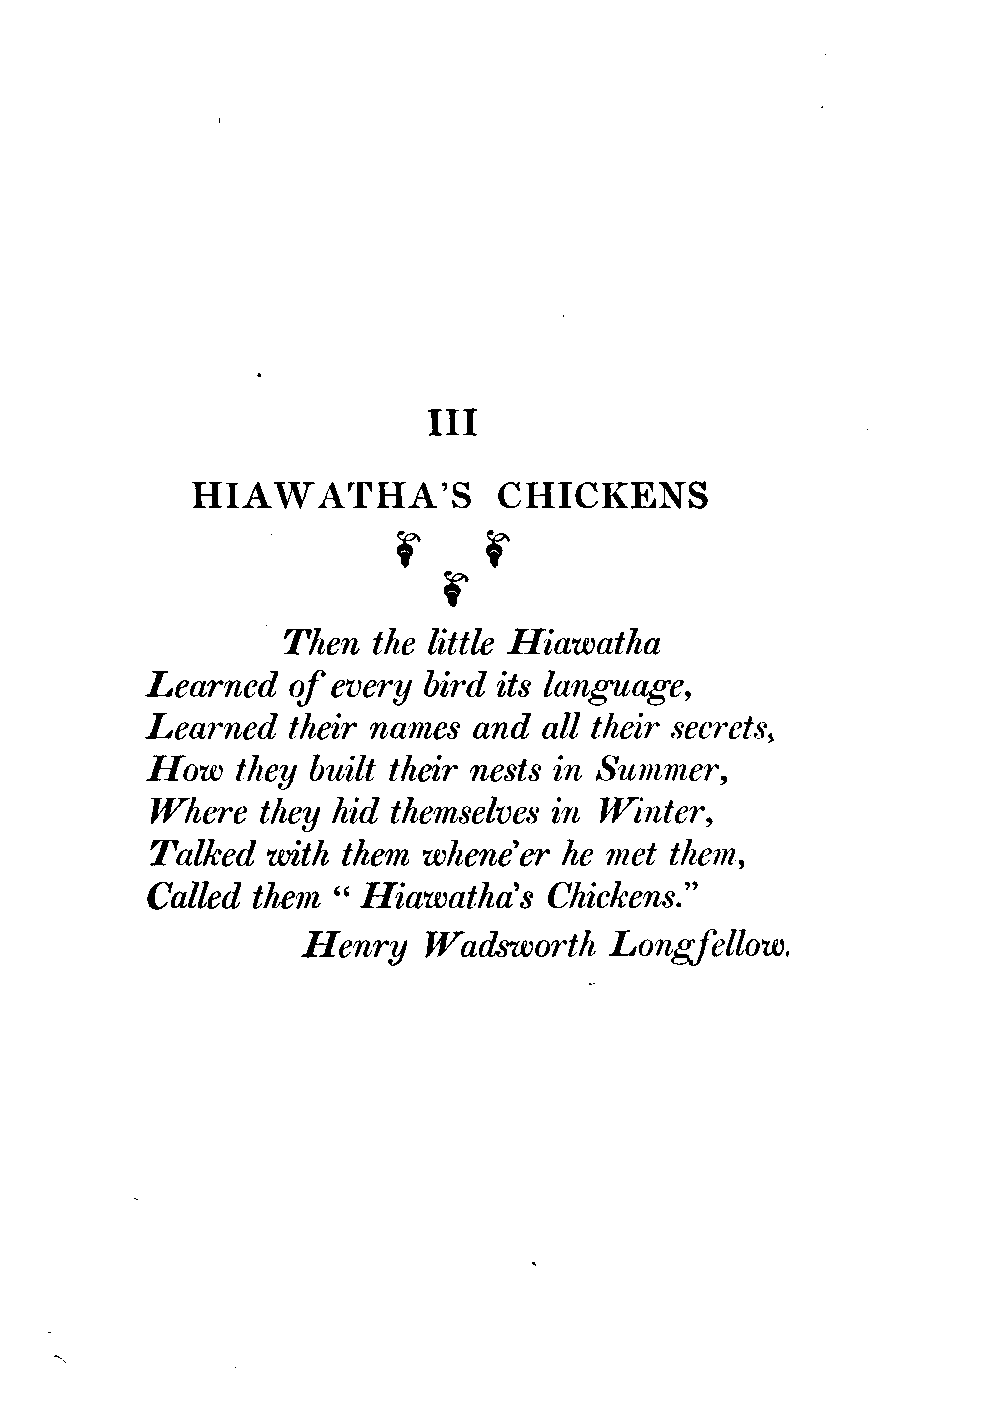 III
HIAWATHA'S CHICKENS
Then the little Hiawatha
Learned of every bird its language,
Learned their names and all their secrets,
How they built their nests in Summer,
Where they hid themselves in Winter,
Talked with them whene'er he met them,
Called them “ Hiawatha's Chickens.”
Henry Wadsworth Longfellow.